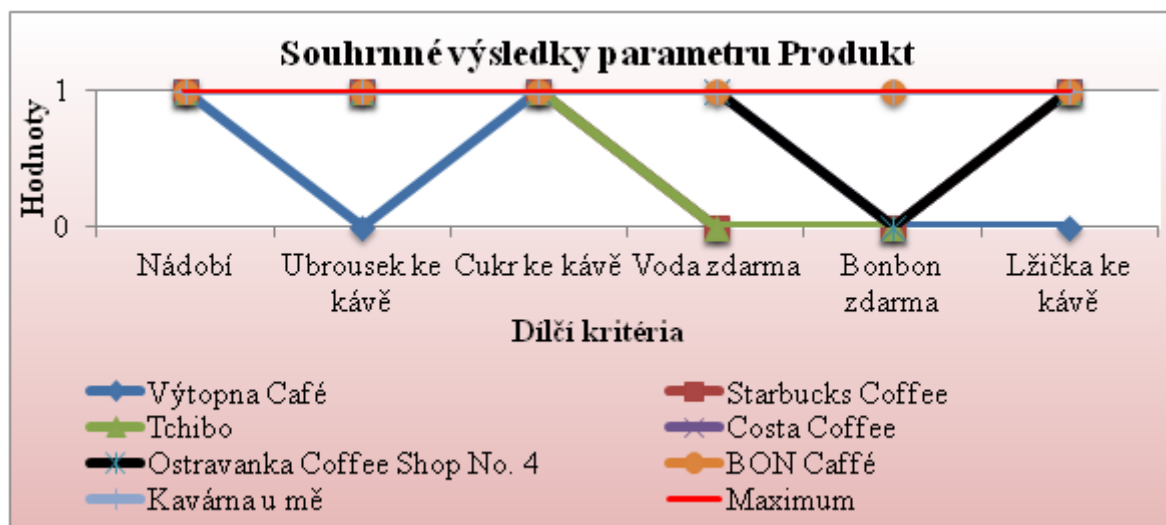 Souhrnné výsledky parametru Produkt
Hodnoty
1
0
Nádobí
Ubrousek ke
kávě
Cukr ke kávě
Voda zdarma
Bonbon
zdarma
Lžička ke
kávě
Dílčí kritéria
Výtopna Café
Starbucks Coffee
Tchibo
Costa Coffee
Ostravanka Coffee Shop No. 4
BON Caffé
Kavárna u mě
Maximum